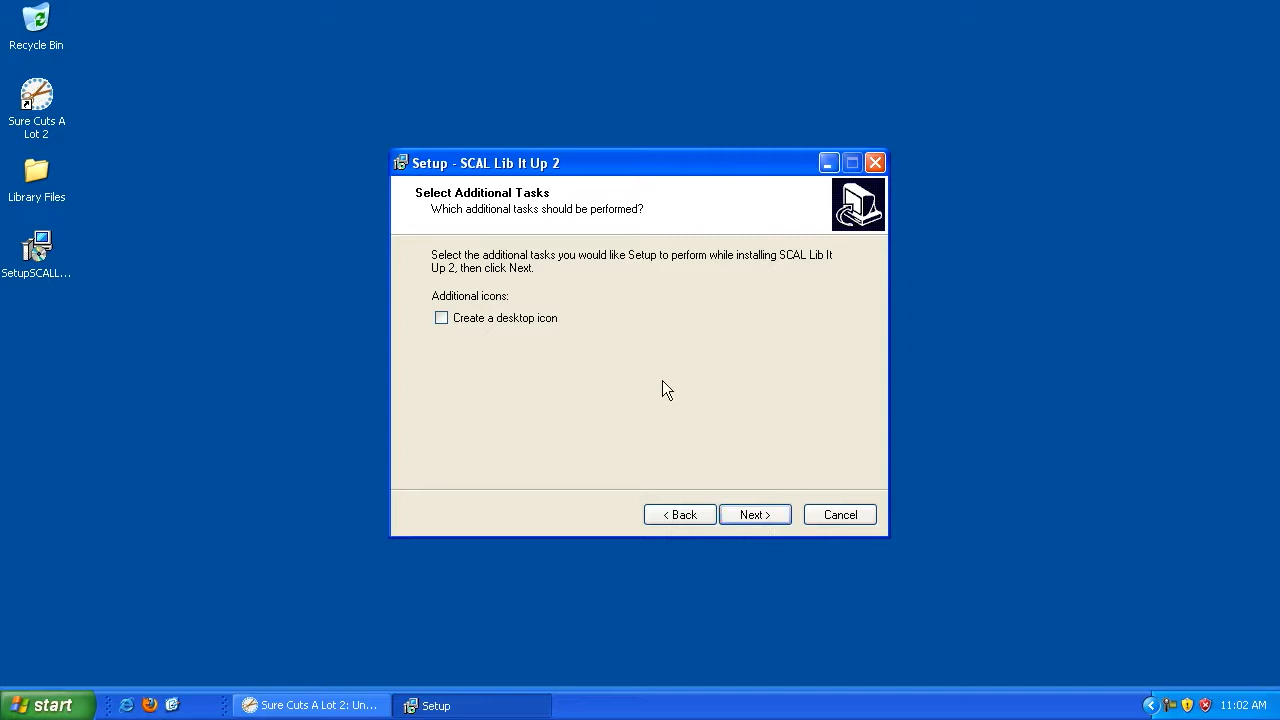 Recycle Bin
Sure Cuts A
Lot 2
Library Files
SetupSCALL...
Setup - SCAL Lib It Up 2
Select Additional Tasks
Which additional tasks should be performed?
Select the additional tasks you would like Setup to perform while installing SCAL Lib It
Up 2, then click Next.
Additional icons:
Create a desktop icon
< Back
Next >
Cancel
start
Sure Cuts A Lot 2: Un...
Setup
11:02 AM